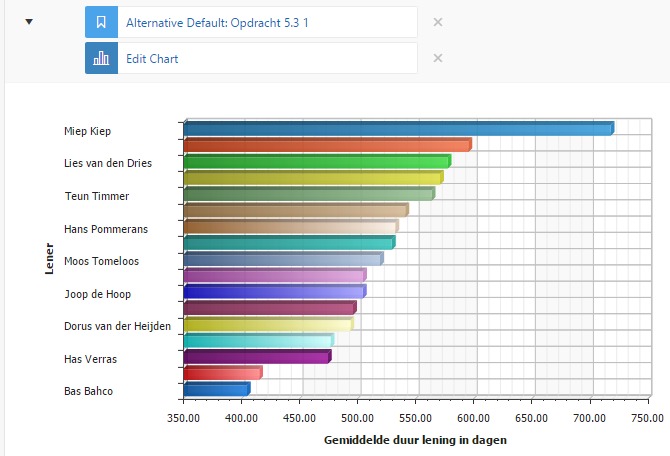 Alternative Default: Opdracht 5.3 1
Edit Chart
Lener
Miep Kiep
Lies van den Dries
Teun Timmer
Hans Pommerans
Moos Tomeloos
Joop de Hoop
Dorus van der Heijden
Has Verras
Bas Bahco
350.00 400.00 450.00 500.00 550.00 600.00 650.00 700.00 750.00
Gemiddelde duur lening in dagen